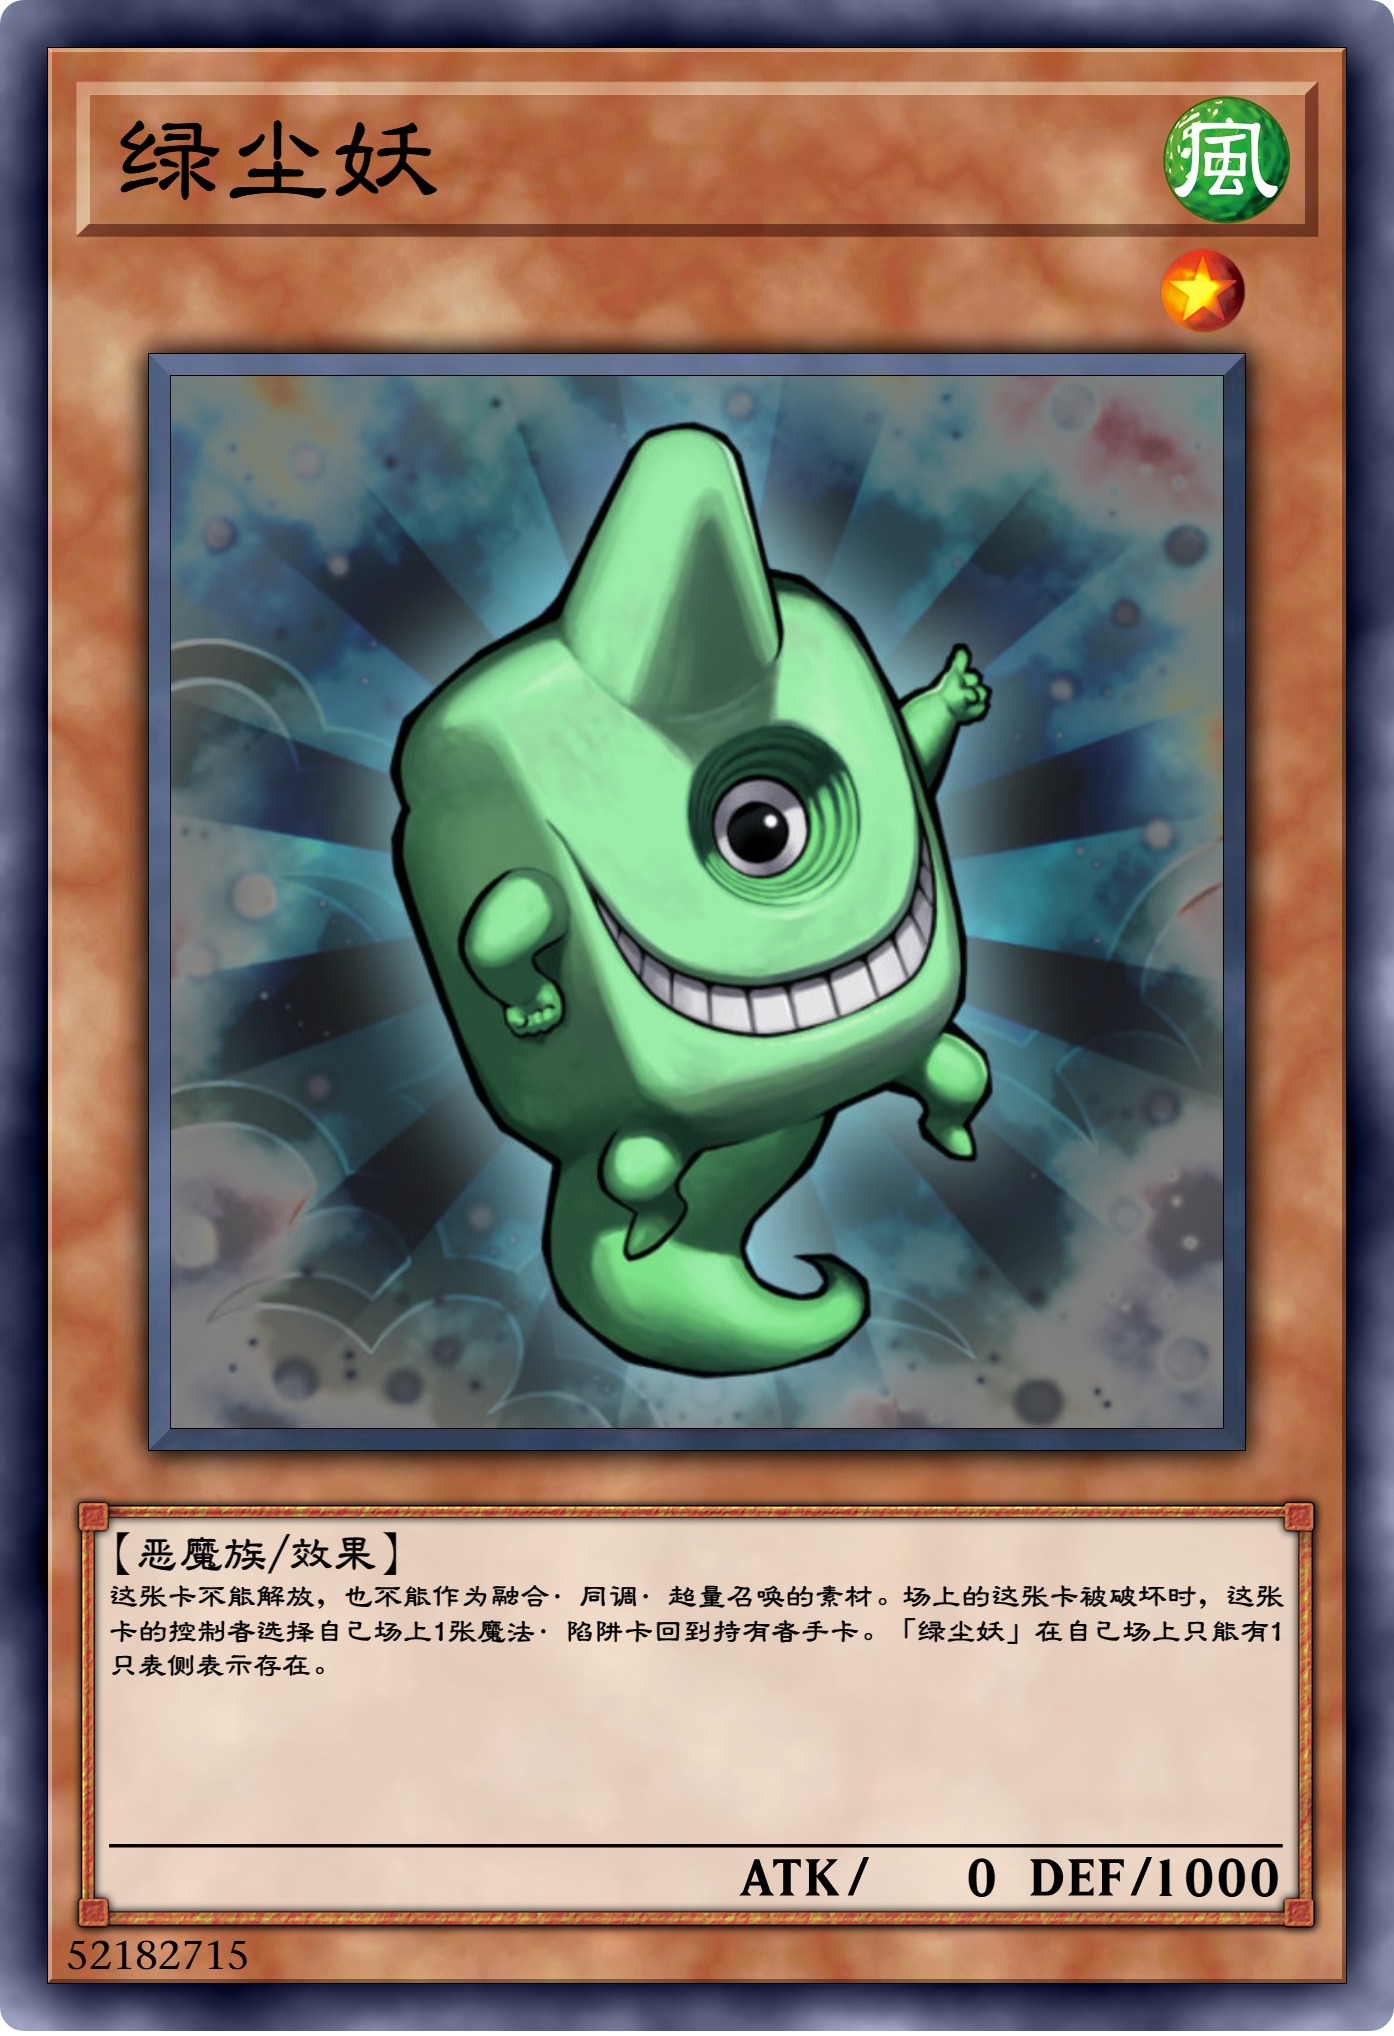 绿尘妖
風
【恶魔族/效果】
这张卡不能解放，也不能作为融合·同调·超量召唤的素材。场上的这张卡被破坏时，这张
卡的控制者选择自己场上1张魔法·陷阱卡回到持有者手卡。「绿尘妖」在自己场上只能有1
只表侧表示存在。
ATK/ 0 DEF/1000
52182715